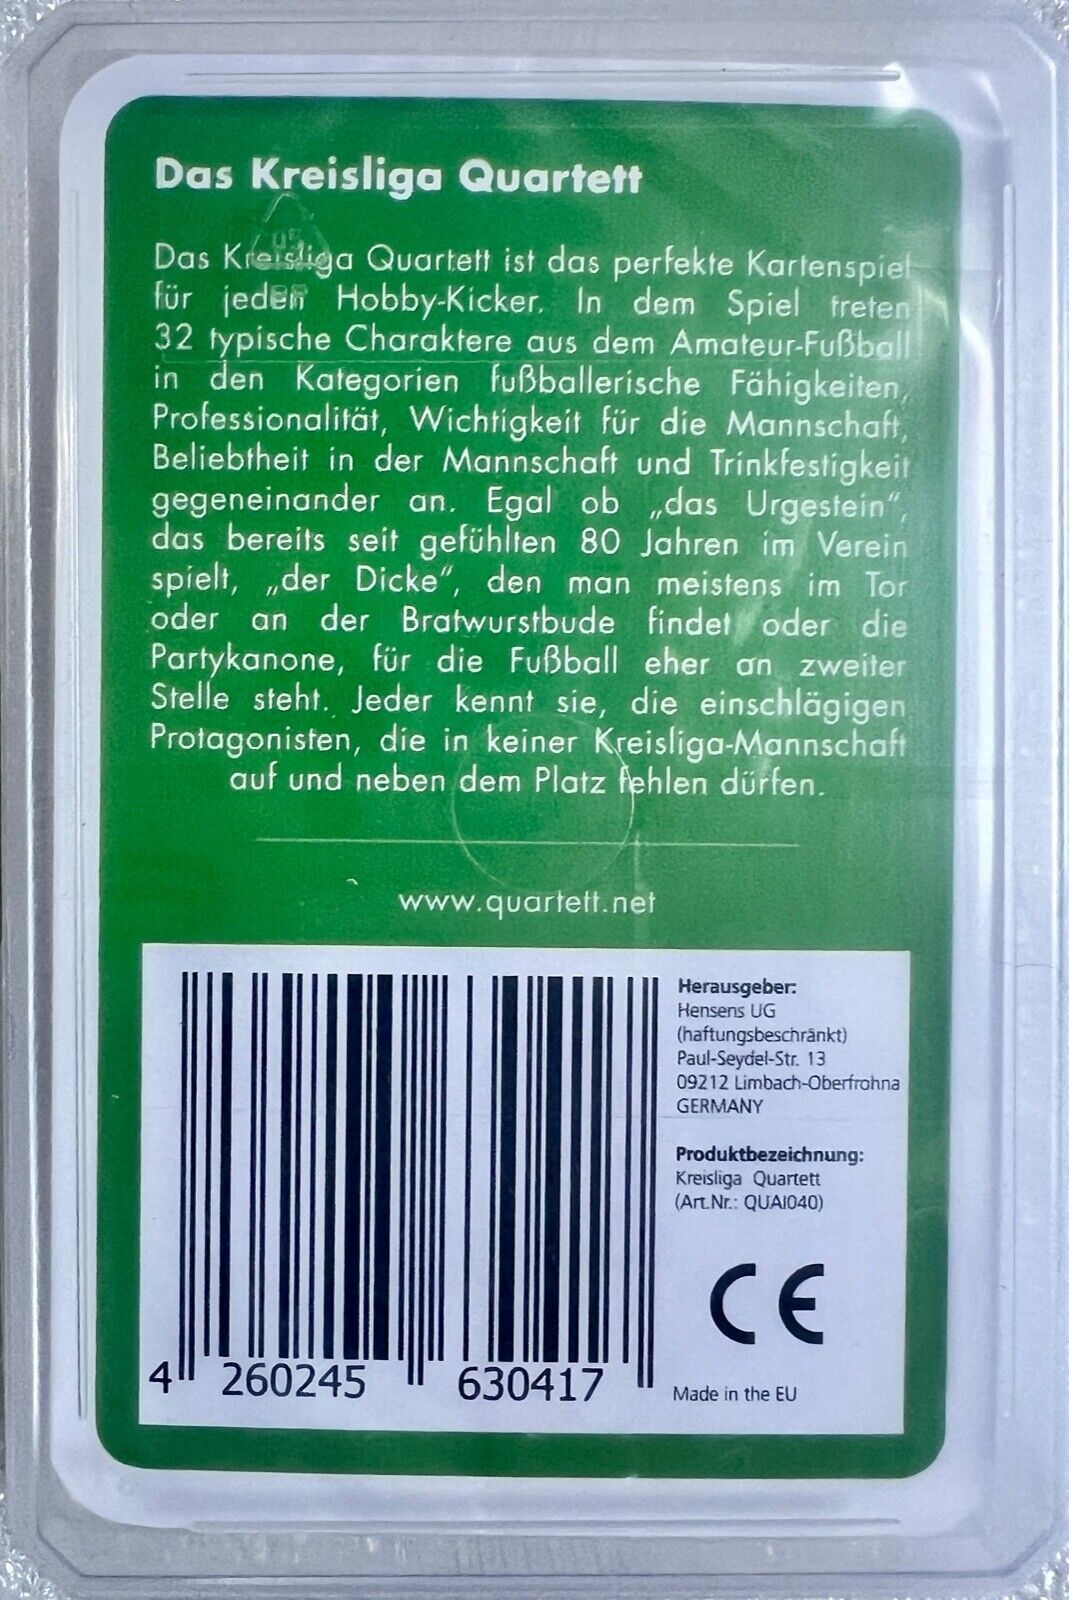 Das Kreisliga Quartett
Das Kreisliga Quartett ist das perfekte Kartenspiel
für jeden Hobby-Kicker. In dem Spiel treten
32 typische Charaktere aus dem Amateur-Fußball
in den Kategorien fußballerische Fähigkeiten,
Professionalität, Wichtigkeit für die Mannschaft,
Beliebtheit in der Mannschaft und Trinkfestigkeit
gegeneinander an. Egal ob „das Urgestein“,
das bereits seit gefühlten 80 Jahren im Verein
spielt, „der Dicke“, den man meistens im Tor
oder an der Bratwurstbude findet oder die
Partykanone, für die Fußball eher an zweiter
Stelle steht. Jeder kennt sie, die einschlägigen
Protagonisten, die in keiner Kreisliga-Mannschaft
auf und neben dem Platz fehlen dürfen.
www.quartett.net
Herausgeber:
Hensens UG
(haftungsbeschränkt)
Paul-Seydel-Str. 13
09212 Limbach-Oberfrohna
GERMANY
Produktbezeichnung:
Kreisliga Quartett
(Art.Nr.: QUAI040)
CE
Made in the EU
4 260245 630417